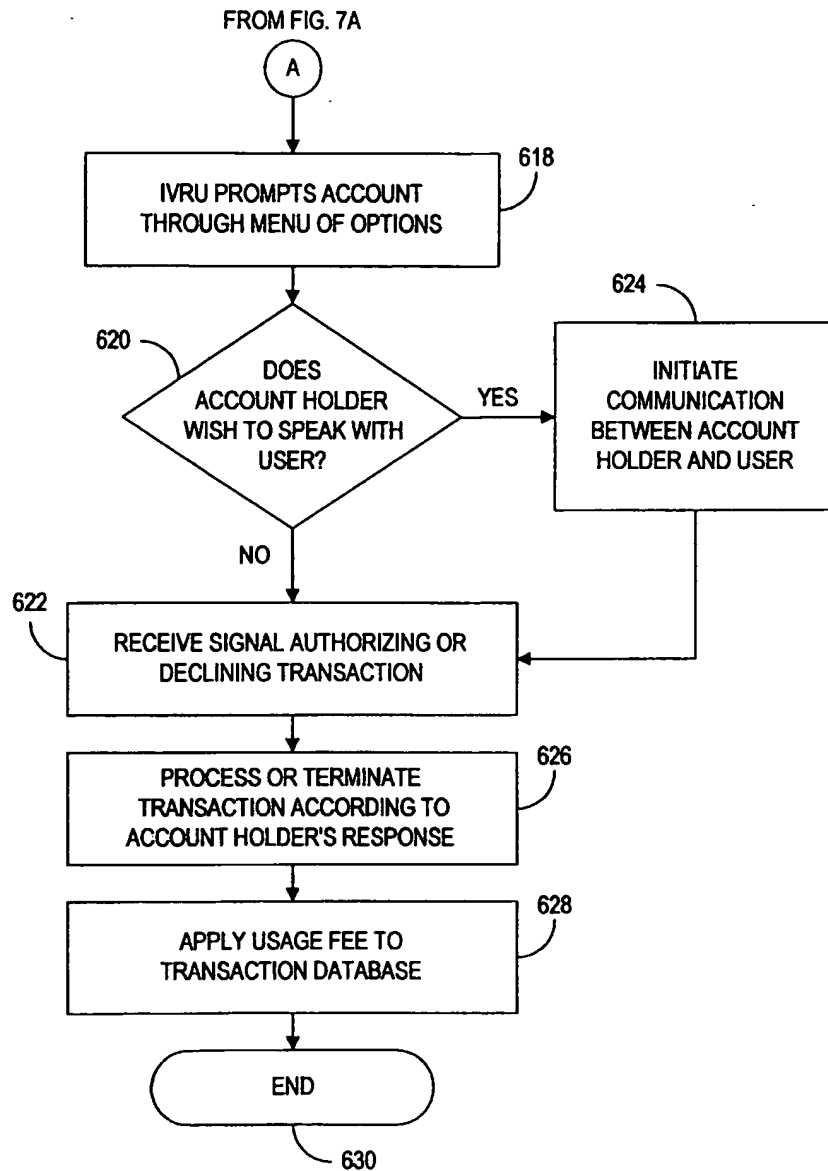 FROM FIG. 7A
A
618
IVRU PROMPTS ACCOUNT
THROUGH MENU OF OPTIONS
624
620
DOES
ACCOUNT HOLDER
WISH TO SPEAK WITH
USER?
YES
INITIATE
COMMUNICATION
BETWEEN ACCOUNT
HOLDER AND USER
NO
622
RECEIVE SIGNAL AUTHORIZING OR
DECLINING TRANSACTION
626
PROCESS OR TERMINATE
TRANSACTION ACCORDING TO
ACCOUNT HOLDER'S RESPONSE
628
APPLY USAGE FEE TO
TRANSACTION DATABASE
END
630